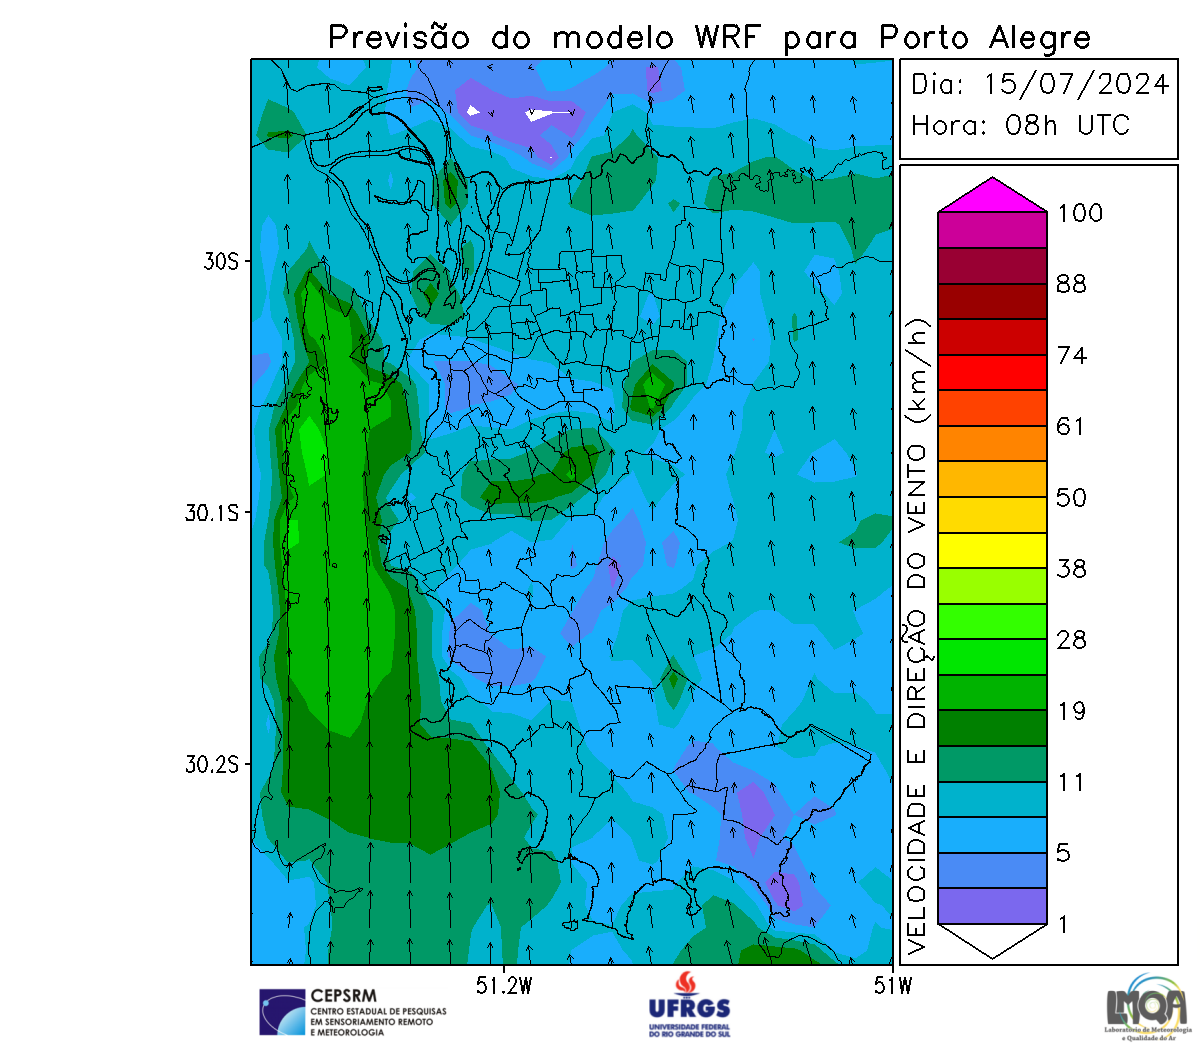 Previsão do modelo WRF para Porto Alegre
Dia: 15/07/2024
Hora: 08h UTC
30S
30.1S
30.2S
51.2W
51W
VELOCIDADE E DIREÇÃO DO VENTO (km/h)
100
88
74
61
50
38
28
19
11
5
1
CEPSRM
CENTRO ESTADUAL DE PESQUISAS
EM SENSORIAMENTO REMOTO
E METEOROLOGIA
UFRGS
UNIVERSIDADE FEDERAL
DO RIO GRANDE DO SUL
LMQA
Laboratório de Meteorologia
e Qualidade do Ar